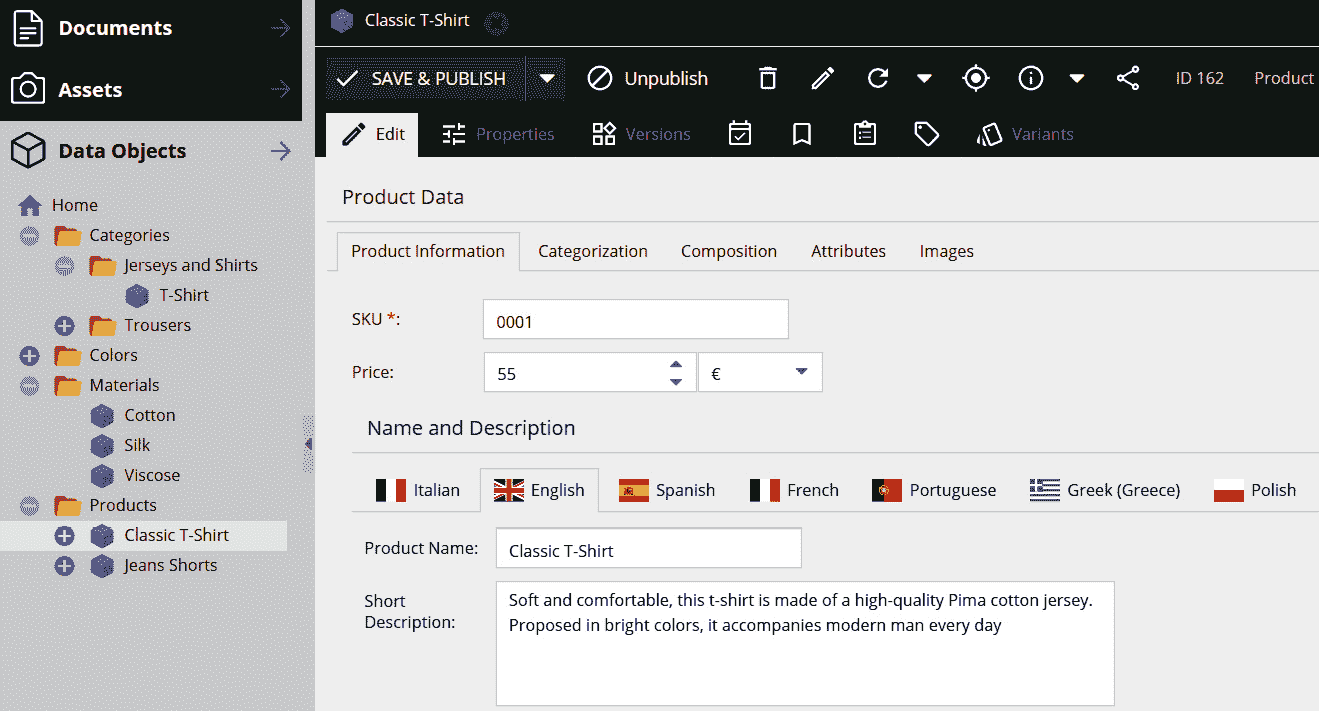 Documents
Assets
Data Objects
Home
Categories
Jerseys and Shirts
T-Shirt
Trousers
Colors
Materials
Cotton
Silk
Viscose
Products
Classic T-Shirt
Jeans Shorts
Classic T-Shirt
SAVE & PUBLISH Unpublish ID 162 Product
Edit Properties Versions Variants
Product Data
Product Information Categorization Composition Attributes Images
SKU *: 0001
Price: 55 €
Name and Description
Italian English Spanish French Portuguese Greek (Greece) Polish
Product Name: Classic T-Shirt
Short
Description:
Soft and comfortable, this t-shirt is made of a high-quality Pima cotton jersey.
Proposed in bright colors, it accompanies modern man every day